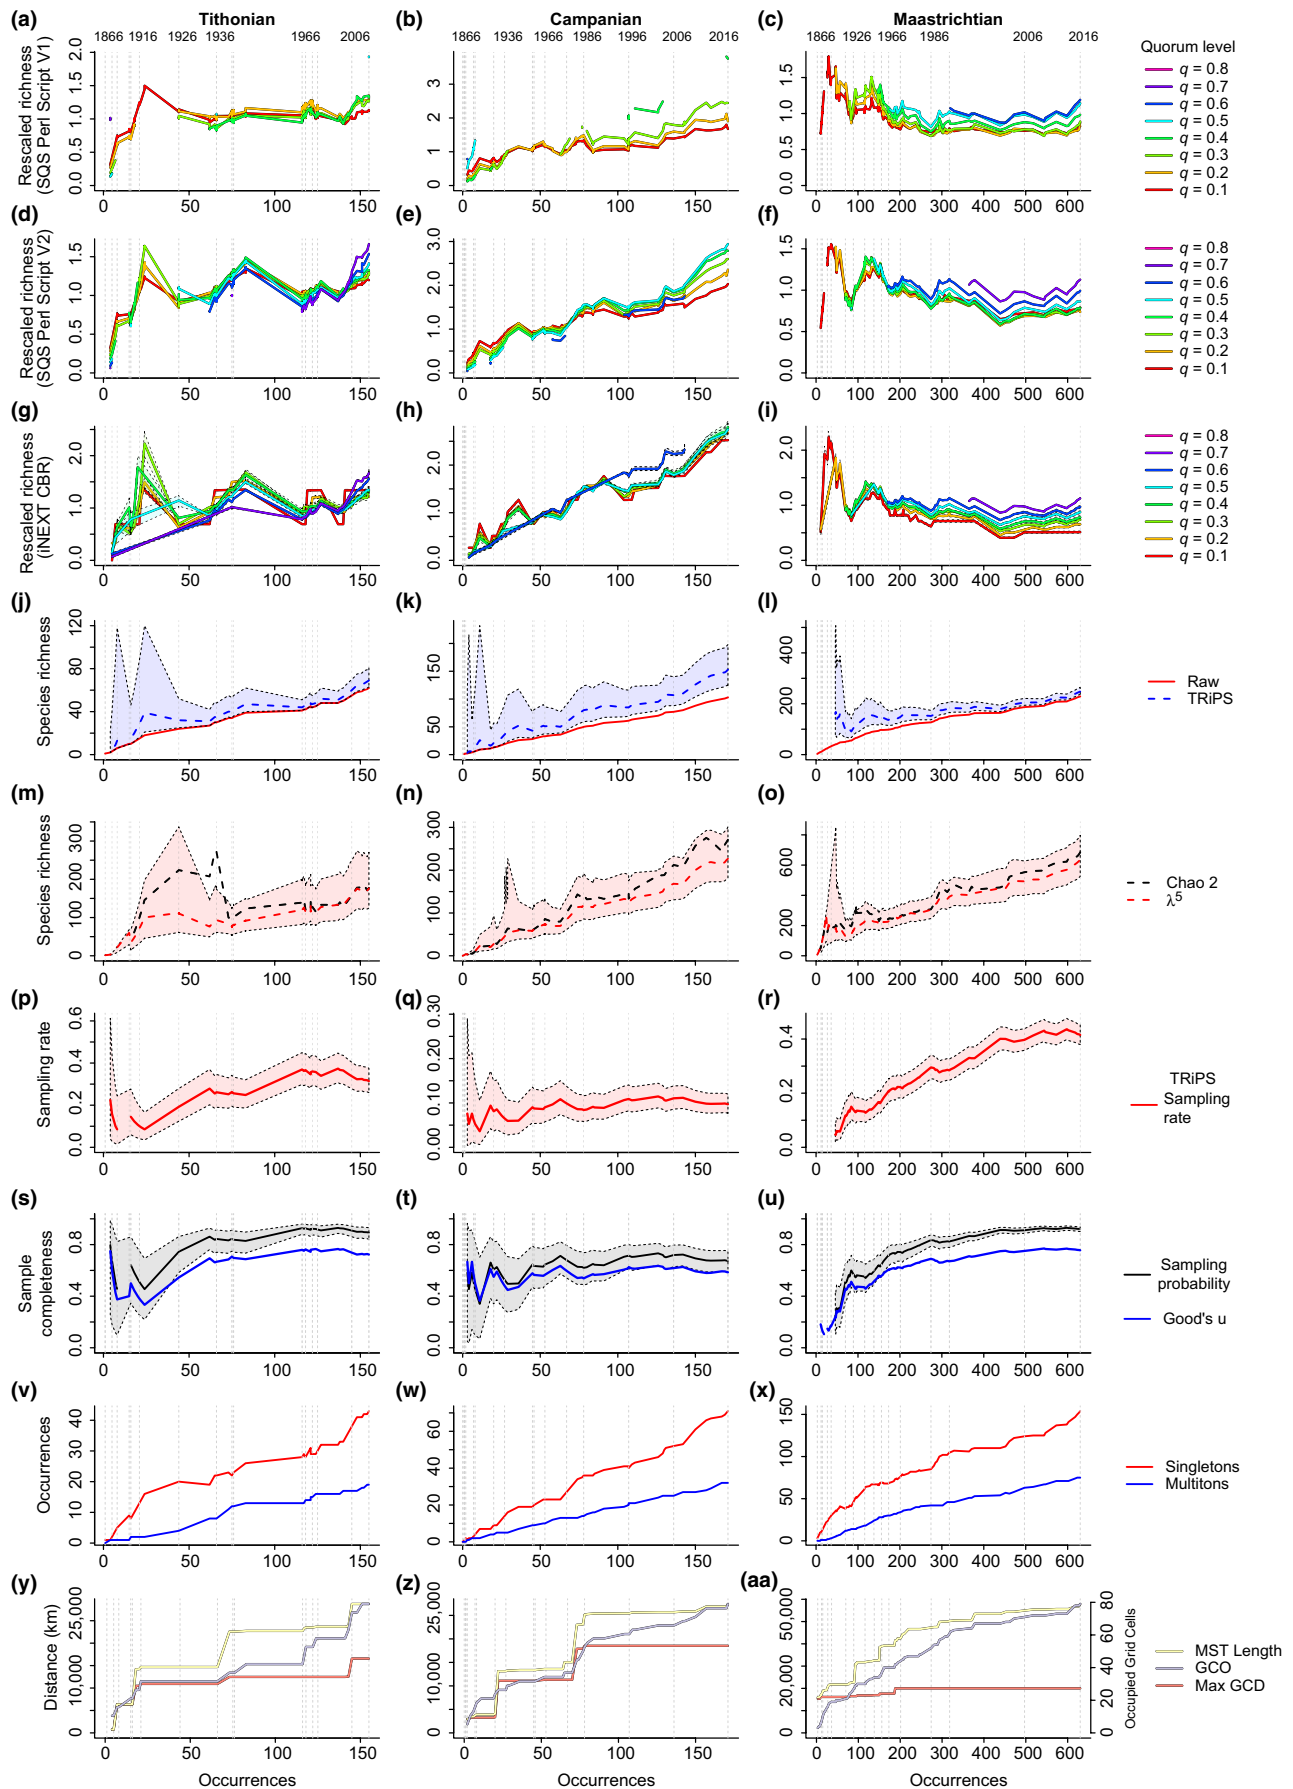 (a) Tithonian (b) Campanian (c) Maastrichtian
1866 1916 1926 1936 1966 2006 1866 1936 1966 1986 1996 2006 2016 1866 1926 1966 1986 2006 2016
Rescaled richness
(SQS Perl Script V1)
0.0 0.5 1.0 1.5 2.0
0 50 100 150
0 1 2 3
0 50 100 150
0.0 0.5 1.0 1.5
0 100 200 300 400 500 600
Quorum level
q = 0.8
q = 0.7
q = 0.6
q = 0.5
q = 0.4
q = 0.3
q = 0.2
q = 0.1
(d) (e) (f)
Rescaled richness
(SQS Perl Script V2)
0.0 0.5 1.0 1.5
0 50 100 150
0.0 1.0 2.0 3.0
0 50 100 150
0.0 0.5 1.0 1.5
0 100 200 300 400 500 600
q = 0.8
q = 0.7
q = 0.6
q = 0.5
q = 0.4
q = 0.3
q = 0.2
q = 0.1
(g) (h) (i)
Rescaled richness
(iNEXT CBR)
0.0 1.0 2.0
0 50 100 150
0.0 1.0 2.0
0 50 100 150
0.0 1.0 2.0
0 100 200 300 400 500 600
q = 0.8
q = 0.7
q = 0.6
q = 0.5
q = 0.4
q = 0.3
q = 0.2
q = 0.1
(j) (k) (l)
Species richness
0 40 80 120
0 50 100 150
0 50 150
0 50 100 150
0 200 400
0 100 200 300 400 500 600
Raw
TRiPS
(m) (n) (o)
Species richness
0 100 200 300
0 50 100 150
0 100 200 300
0 50 100 150
0 200 600
0 100 200 300 400 500 600
Chao 2
λ5
(p) (q) (r)
Sampling rate
0.0 0.2 0.4 0.6
0 50 100 150
0.00 0.10 0.20 0.30
0 50 100 150
0.0 0.2 0.4
0 100 200 300 400 500 600
TRiPS
Sampling
rate
(s) (t) (u)
Sample
completeness
0.0 0.4 0.8
0 50 100 150
0.0 0.4 0.8
0 50 100 150
0.0 0.4 0.8
0 100 200 300 400 500 600
Sampling
probability
Good's u
(v) (w) (x)
Occurrences
0 10 20 30 40
0 50 100 150
0 20 40 60
0 50 100 150
0 50 100 150
0 100 200 300 400 500 600
Singletons
Multitons
(y) (z) (aa)
Distance (km)
0 10,000 25,000
0 50 100 150
0 10,000 25,000
0 50 100 150
0 20,000 50,000
0 100 200 300 400 500 600
0 20 40 60 80
Occupied Grid Cells
MST Length
GCO
Max GCD
Occurrences Occurrences Occurrences